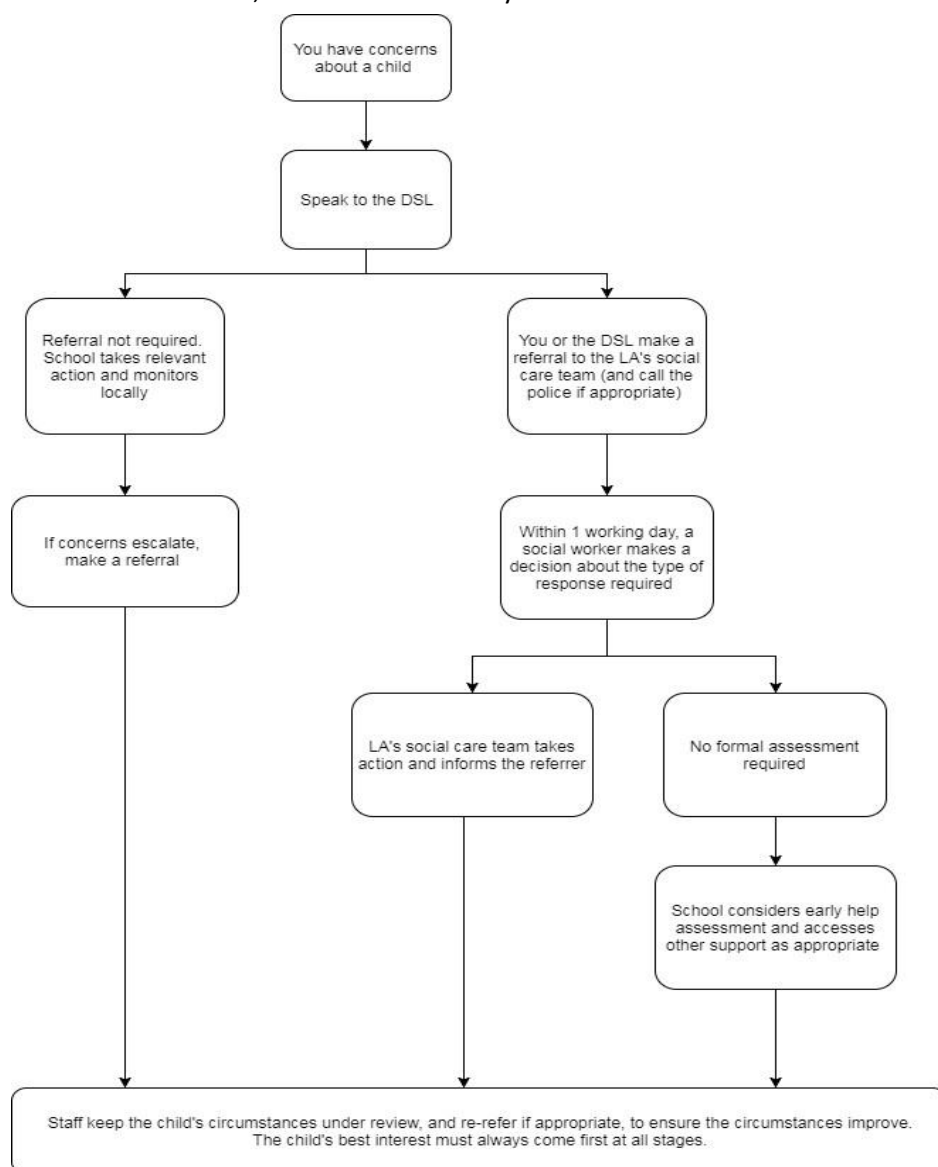 You have concerns
about a child
Speak to the DSL
Referral not required.
School takes relevant
action and monitors
locally
You or the DSL make a
referral to the LA's social
care team (and call the
police if appropriate)
If concerns escalate,
make a referral
Within 1 working day, a
social worker makes a
decision about the type of
response required
LA's social care team takes
action and informs the referrer
No formal assessment
required
School considers early help
assessment and accesses
other support as appropriate
Staff keep the child's circumstances under review, and re-refer if appropriate, to ensure the circumstances improve.
The child's best interest must always come first at all stages.